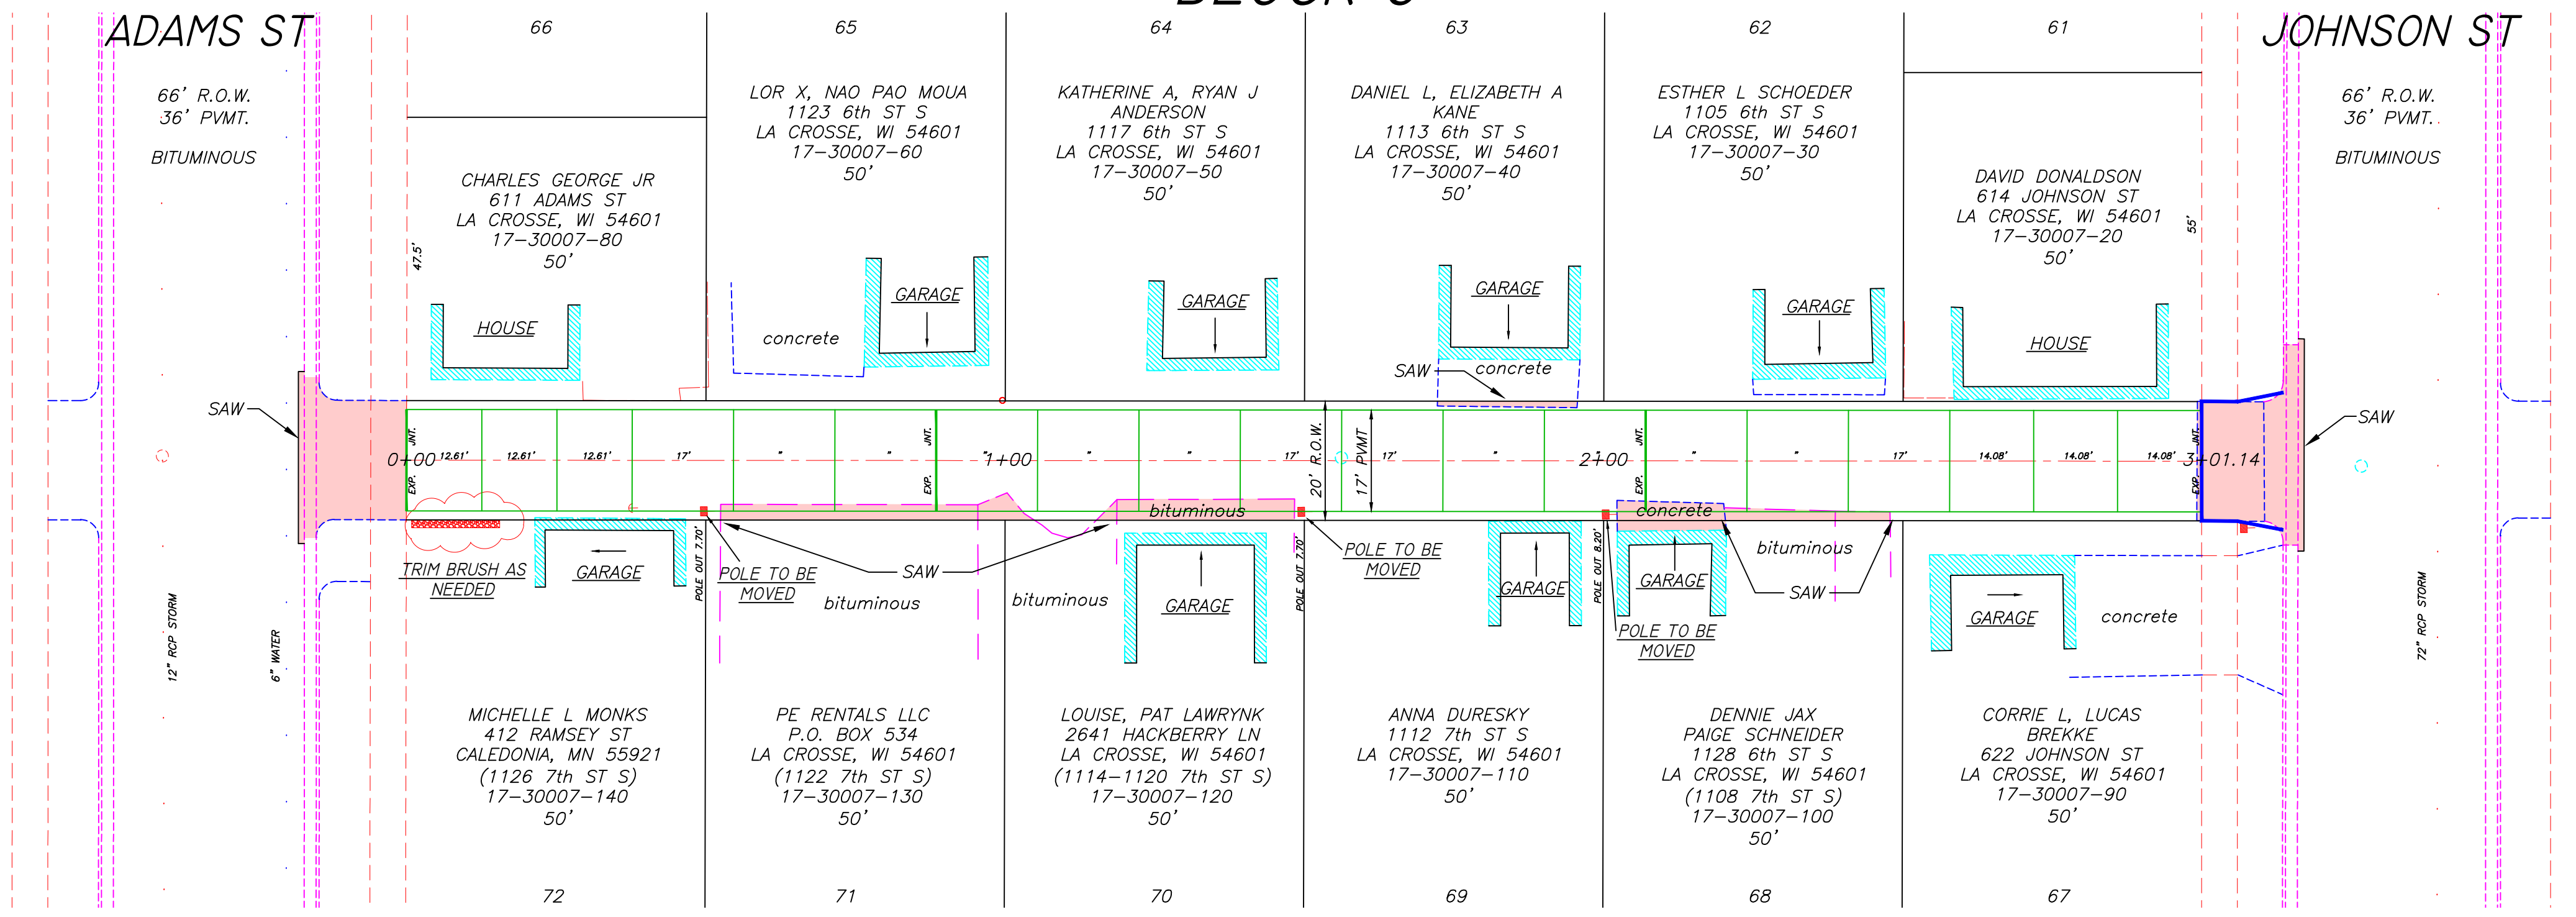 ADAMS ST
JOHNSON ST
66
65
64
63
62
61
66' R.O.W.
36' PVMT.
BITUMINOUS
66' R.O.W.
36' PVMT.
BITUMINOUS
CHARLES GEORGE JR
611 ADAMS ST
LA CROSSE, WI 54601
17-30007-80
50'
LOR X, NAO PAO MOUA
1123 6th ST S
LA CROSSE, WI 54601
17-30007-60
50'
KATHERINE A, RYAN J
ANDERSON
1117 6th ST S
LA CROSSE, WI 54601
17-30007-50
50'
DANIEL L, ELIZABETH A
KANE
1113 6th ST S
LA CROSSE, WI 54601
17-30007-40
50'
ESTHER L SCHOEDER
1105 6th ST S
LA CROSSE, WI 54601
17-30007-30
50'
DAVID DONALDSON
614 JOHNSON ST
LA CROSSE, WI 54601
17-30007-20
50'
47.5'
55'
HOUSE
concrete
GARAGE
GARAGE
GARAGE
SAW
concrete
GARAGE
HOUSE
SAW
SAW
EXP. JNT.
0+00
12.61'
12.61'
12.61'
17'
"
"
EXP. JNT.
"
1+00
"
"
17'
20' R.O.W.
17' PVMT
17'
"
2+00
EXP. JNT.
"
"
17'
14.08'
14.08'
14.08'
EXP. JNT.
3+01.14
TRIM BRUSH AS
NEEDED
GARAGE
POLE OUT 7.70'
POLE TO BE
MOVED
SAW
bituminous
bituminous
bituminous
GARAGE
POLE OUT 7.70'
POLE TO BE
MOVED
GARAGE
POLE OUT 8.20'
POLE TO BE
MOVED
concrete
GARAGE
bituminous
SAW
GARAGE
concrete
12" RCP STORM
6" WATER
72" RCP STORM
MICHELLE L MONKS
412 RAMSEY ST
CALEDONIA, MN 55921
(1126 7th ST S)
17-30007-140
50'
PE RENTALS LLC
P.O. BOX 534
LA CROSSE, WI 54601
(1122 7th ST S)
17-30007-130
50'
LOUISE, PAT LAWRYNK
2641 HACKBERRY LN
LA CROSSE, WI 54601
(1114-1120 7th ST S)
17-30007-120
50'
ANNA DURESKY
1112 7th ST S
LA CROSSE, WI 54601
17-30007-110
50'
DENNIE JAX
PAIGE SCHNEIDER
1128 6th ST S
LA CROSSE, WI 54601
(1108 7th ST S)
17-30007-100
50'
CORRIE L, LUCAS
BREKKE
622 JOHNSON ST
LA CROSSE, WI 54601
17-30007-90
50'
72
71
70
69
68
67